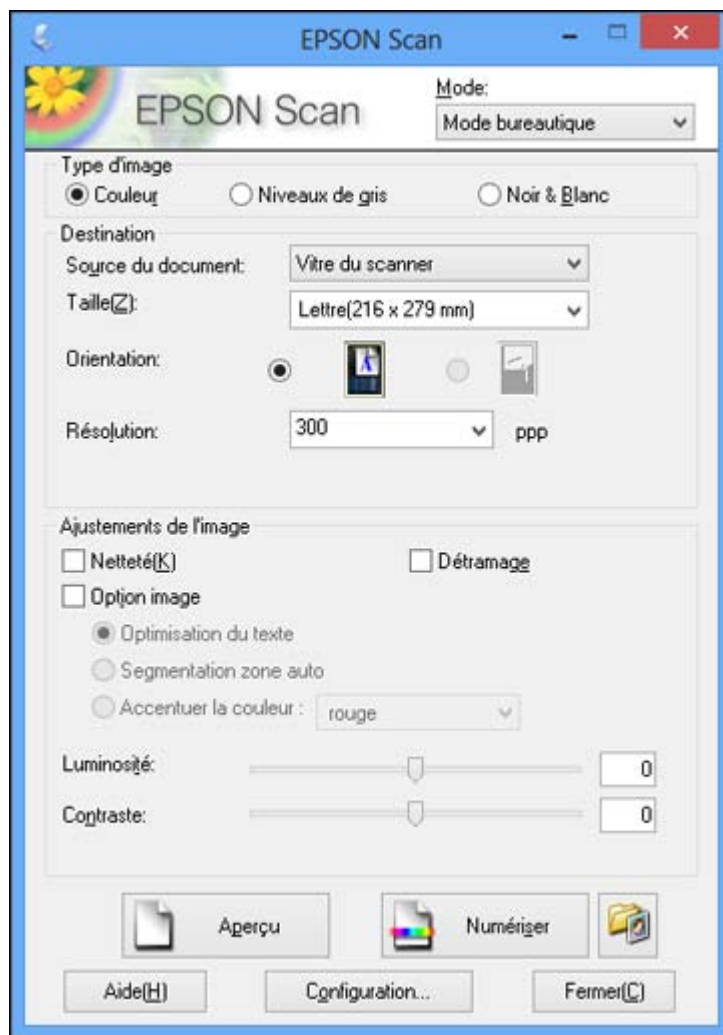 EPSON Scan
EPSON Scan
Mode:
Mode bureautique
Type d'image
Couleur Niveaux de gris Noir & Blanc
Destination
Source du document: Vitre du scanner
Taille(Z): Lettre(216 x 279 mm)
Orientation:
Résolution: 300 ppp
Ajustements de l'image
Netteté(K) Détramage
Option image
Optimisation du texte
Segmentation zone auto
Accentuer la couleur : rouge
Luminosité: 0
Contraste: 0
Aperçu Numériser
Aide(H) Configuration... Fermer(C)